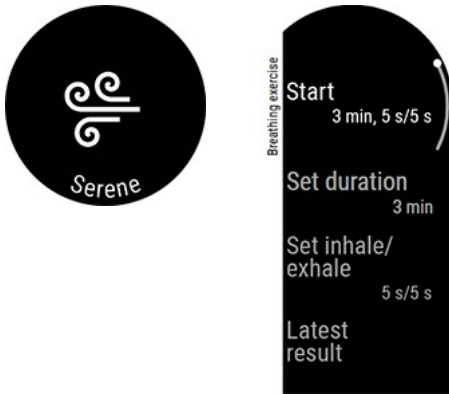 Serene
Breathing exercise
Start
3 min, 5 s/5 s
Set duration
3 min
Set inhale/
exhale
5 s/5 s
Latest
result